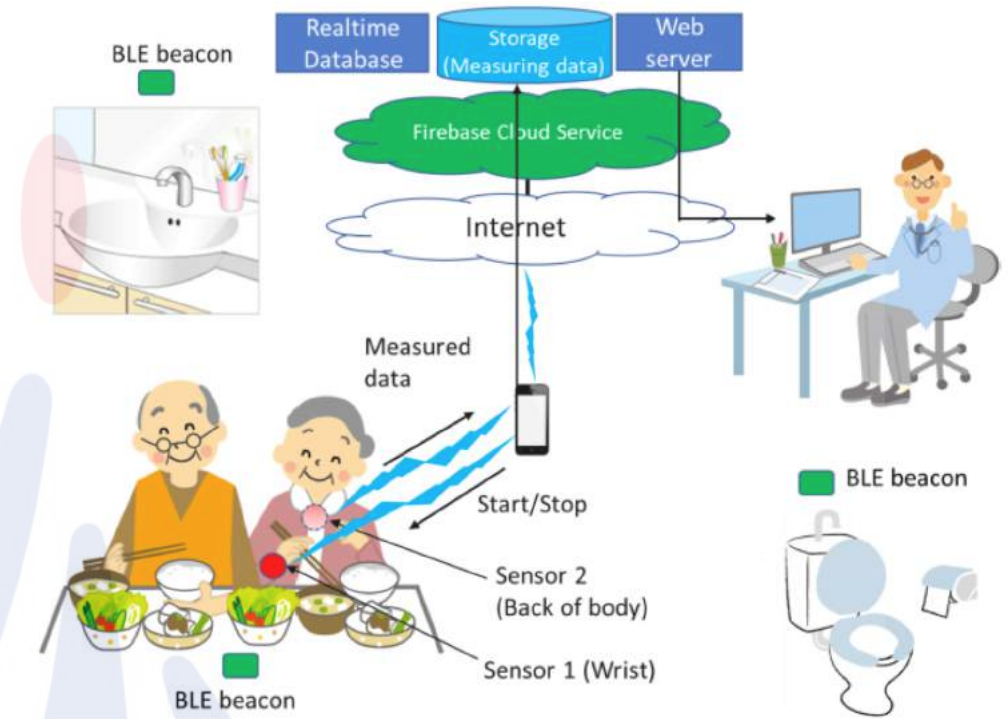 Realtime
Database
Storage
(Measuring data)
Web
server
BLE beacon
Firebase Cloud Service
Internet
Measured
data
Start/Stop
BLE beacon
Sensor 2
(Back of body)
Sensor 1 (Wrist)
BLE beacon